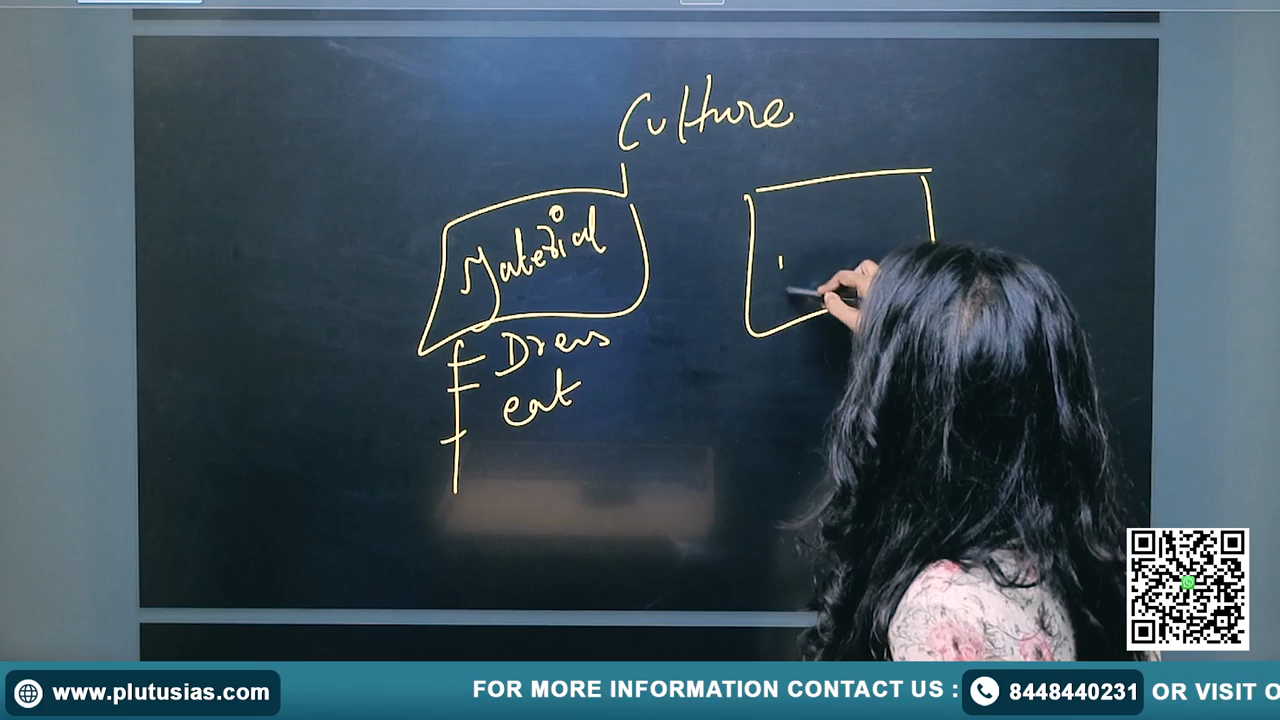 Culture
Material
Dress
eat
www.plutusias.com
FOR MORE INFORMATION CONTACT US :
8448440231
OR VISIT O